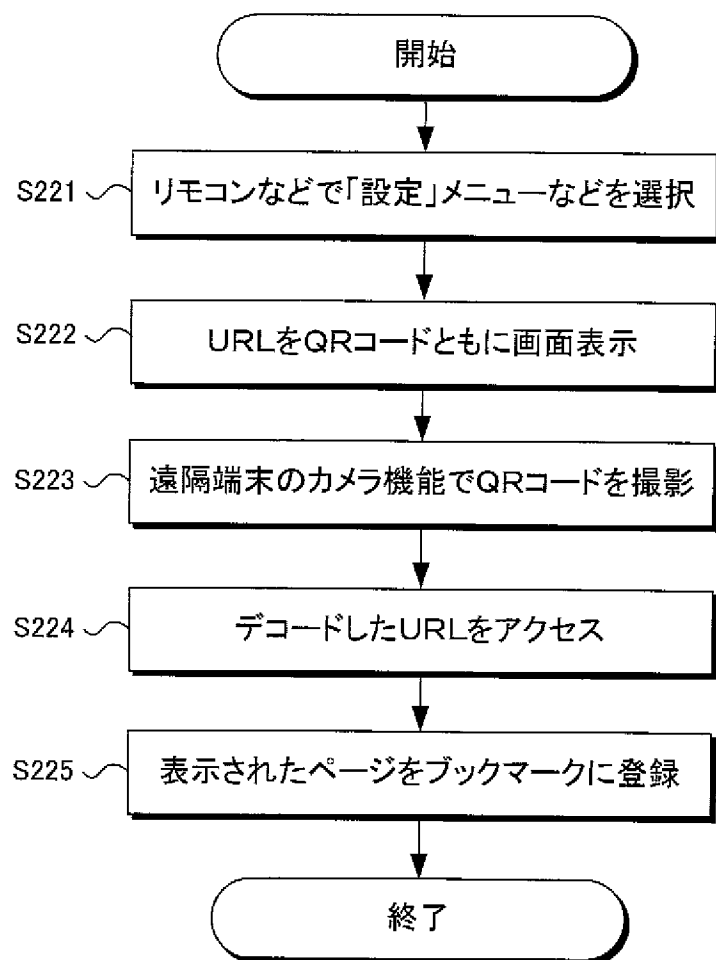 開始
S221 リモコンなどで「設定」メニューなどを選択
S222 URLをQRコードともに画面表示
S223 遠隔端末のカメラ機能でQRコードを撮影
S224 デコードしたURLをアクセス
S225 表示されたページをブックマークに登録
終了